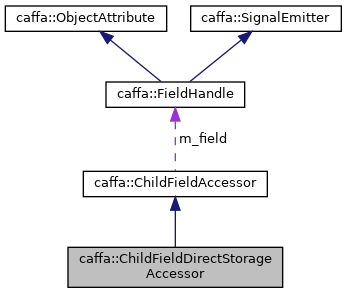 caffa::ObjectAttribute
caffa::SignalEmitter
caffa::FieldHandle
m_field
caffa::ChildFieldAccessor
caffa::ChildFieldDirectStorage
Accessor